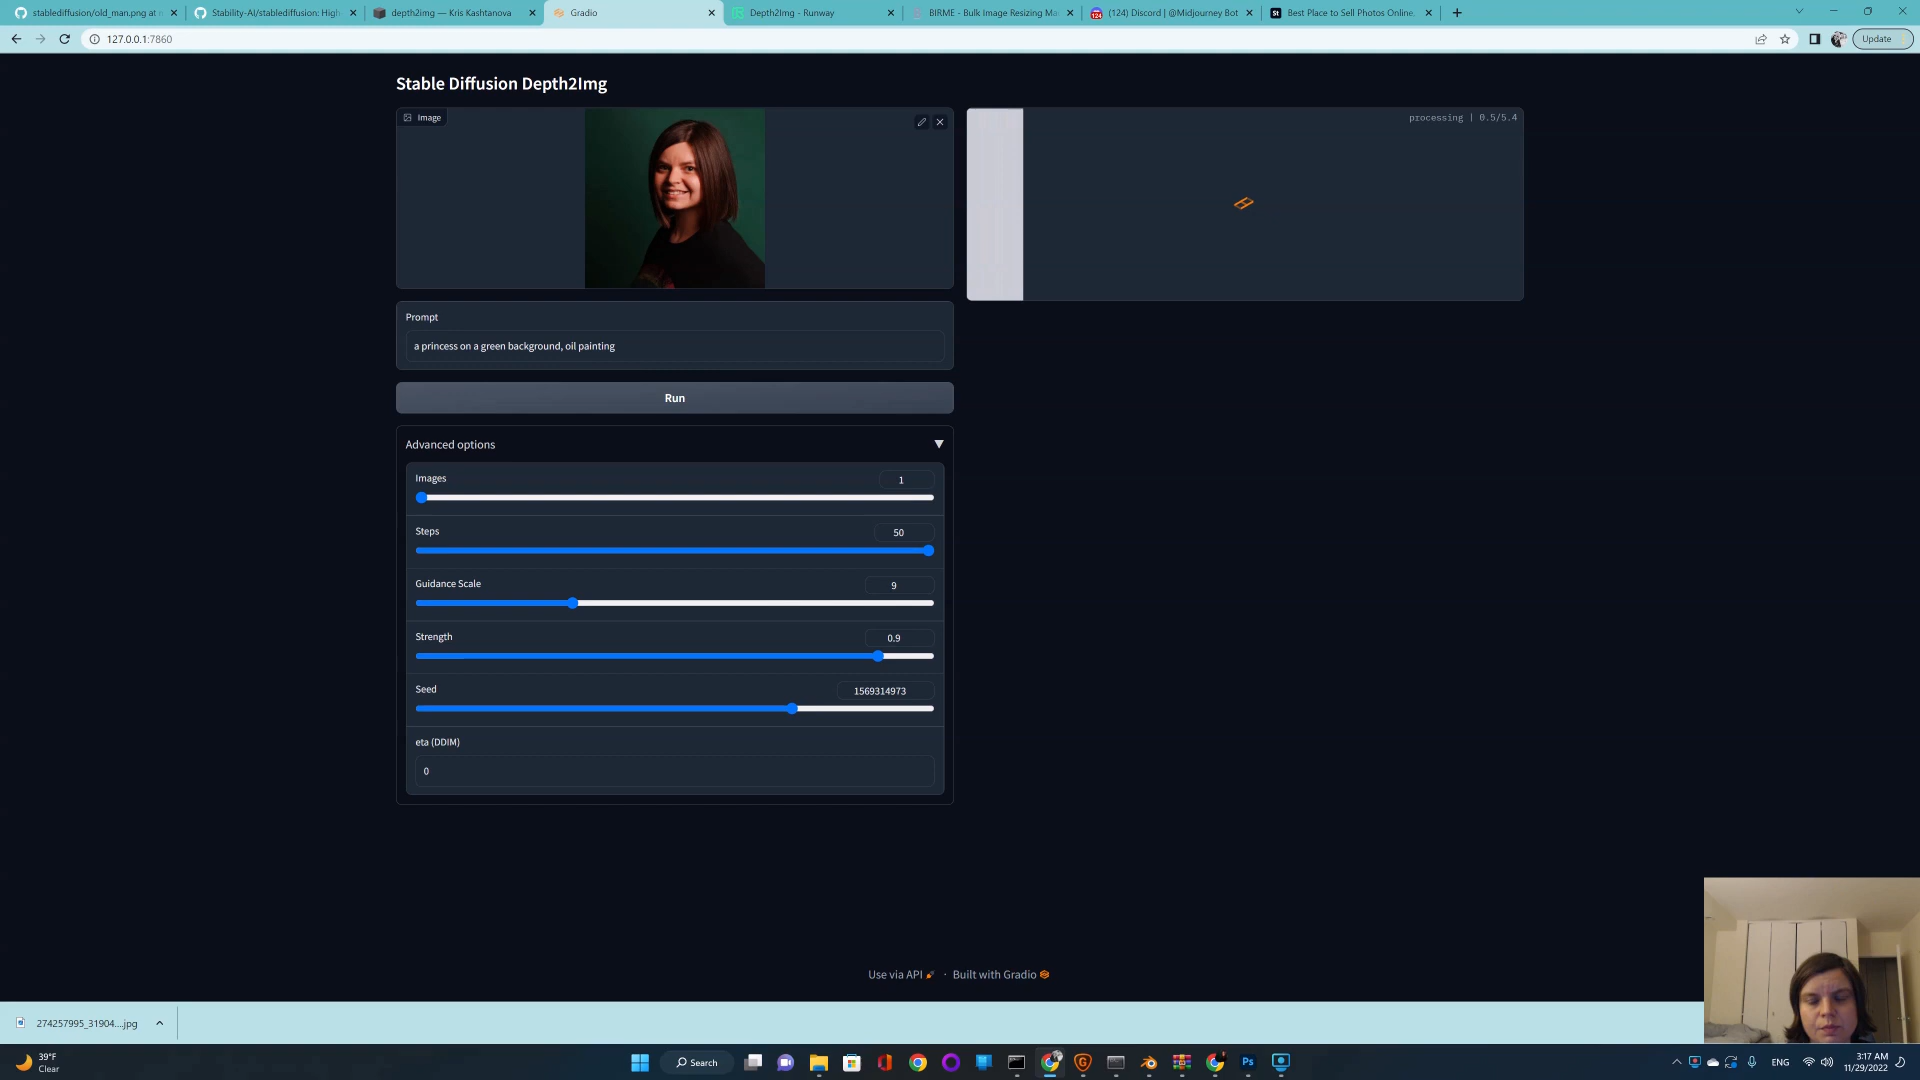 stablediffusion/old_man.png at n
Stability-AI/stablediffusion: High
depth2img — Kris Kashtanova
Gradio
Depth2Img - Runway
BIRME - Bulk Image Resizing Ma
(124) Discord | @Midjourney Bot
Best Place to Sell Photos Online.
127.0.0.1:7860
Update
Stable Diffusion Depth2Img
Image
processing | 0.5/5.4
Prompt
a princess on a green background, oil painting
Run
Advanced options
Images
1
Steps
50
Guidance Scale
9
Strength
0.9
Seed
1569314973
eta (DDIM)
0
Use via API · Built with Gradio
274257995_31904....jpg
39°F
Clear
Search
ENG
3:17 AM
11/29/2022